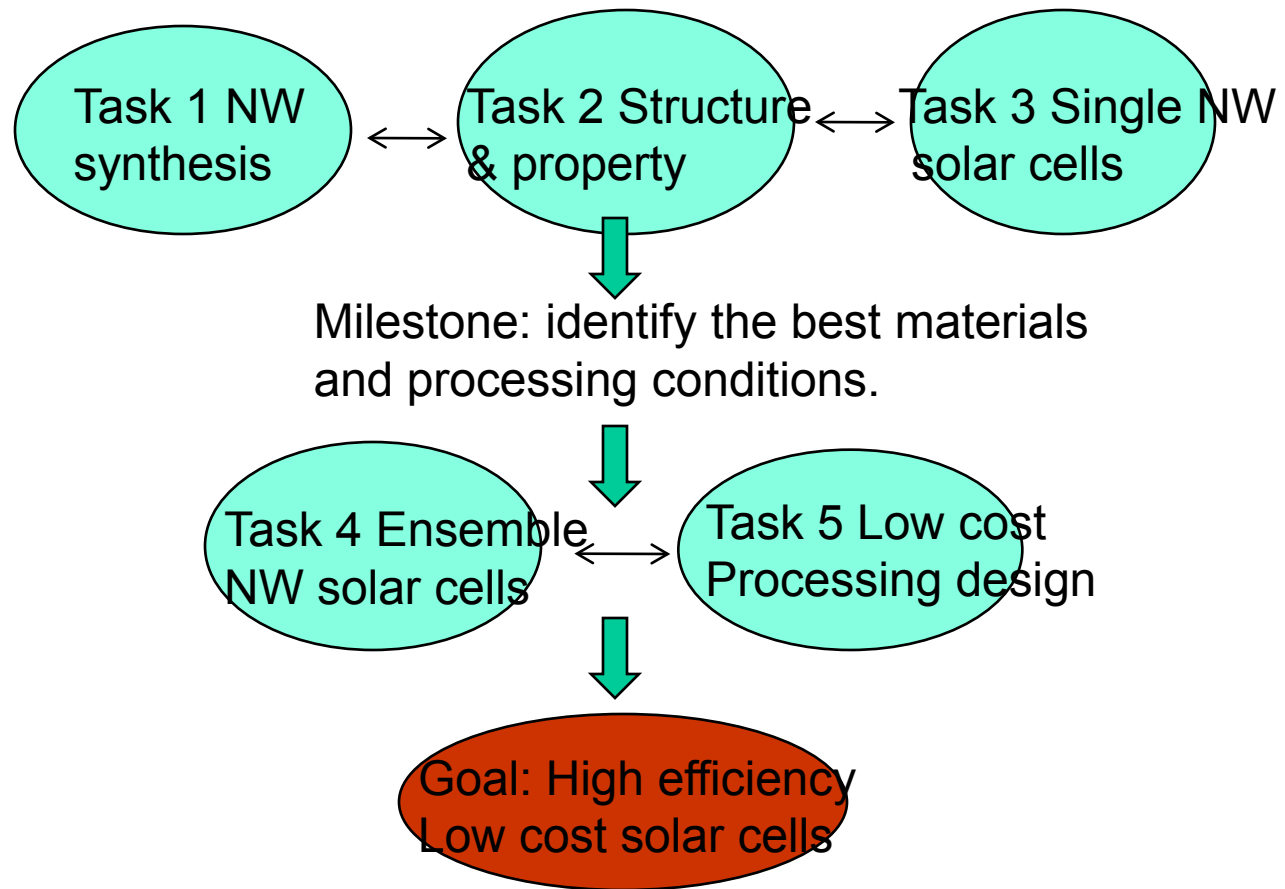 Task 1 NW
synthesis
Task 2 Structure
& property
Task 3 Single NW
solar cells
Milestone: identify the best materials
and processing conditions.
Task 4 Ensemble
NW solar cells
Task 5 Low cost
Processing design
Goal: High efficiency
Low cost solar cells